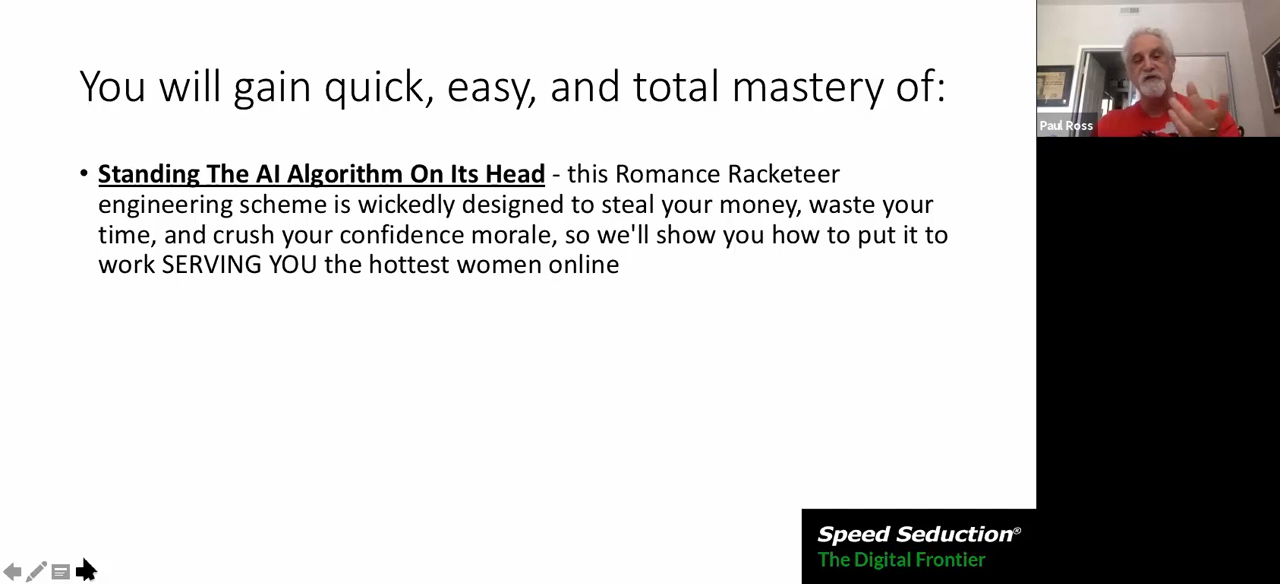 You will gain quick, easy, and total mastery of:
• Standing The AI Algorithm On Its Head - this Romance Racketeer
engineering scheme is wickedly designed to steal your money, waste your
time, and crush your confidence morale, so we'll show you how to put it to
work SERVING YOU the hottest women online
Paul Ross
Speed Seduction®
The Digital Frontier